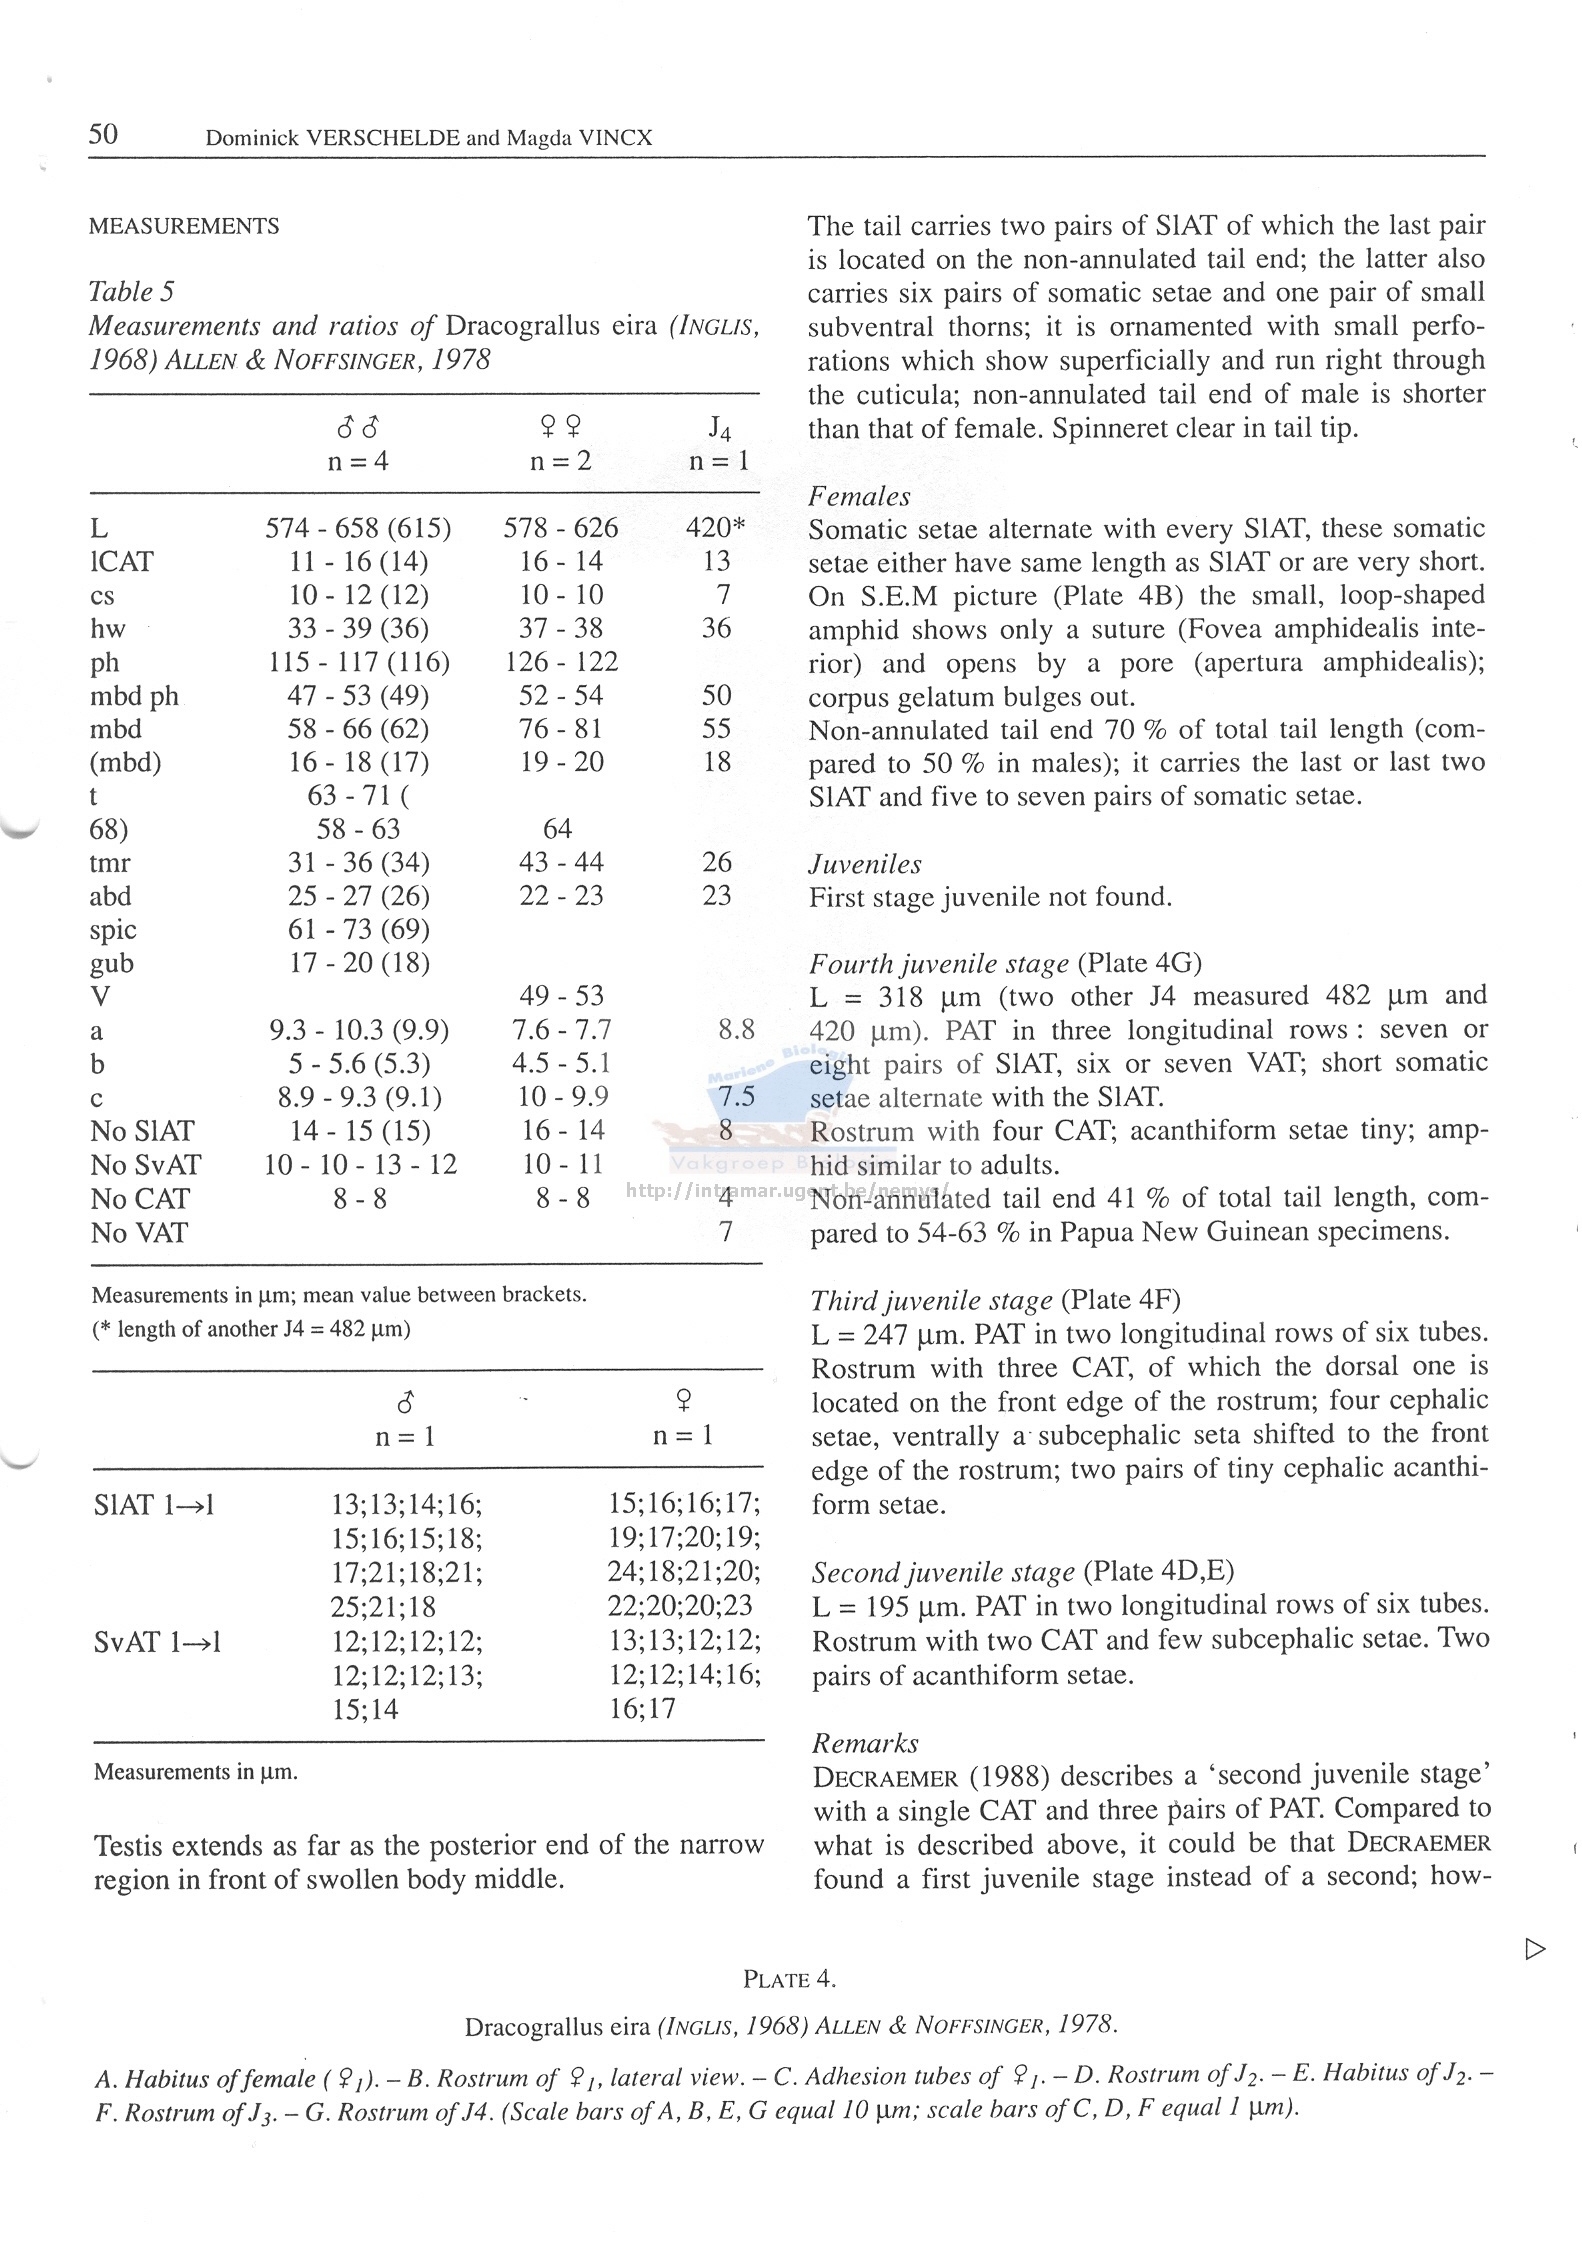 50 Dominick VERSCHELDE and Magda VINCX
MEASUREMENTS
Table 5
Measurements and ratios of Dracograllus eira (INGLIS,
1968) ALLEN & NOFFSINGER, 1978
♂♂ ♀♀ J4
n = 4 n = 2 n = 1
L 574 - 658 (615) 578 - 626 420*
lCAT 11 - 16 (14) 16 - 14 13
cs 10 - 12 (12) 10 - 10 7
hw 33 - 39 (36) 37 - 38 36
ph 115 - 117 (116) 126 - 122
mbd ph 47 - 53 (49) 52 - 54 50
mbd 58 - 66 (62) 76 - 81 55
(mbd) 16 - 18 (17) 19 - 20 18
t 63 - 71 (
68) 58 - 63 64
tmr 31 - 36 (34) 43 - 44 26
abd 25 - 27 (26) 22 - 23 23
spic 61 - 73 (69)
gub 17 - 20 (18)
V 49 - 53
a 9.3 - 10.3 (9.9) 7.6 - 7.7 8.8
b 5 - 5.6 (5.3) 4.5 - 5.1
c 8.9 - 9.3 (9.1) 10 - 9.9 7.5
No SlAT 14 - 15 (15) 16 - 14 8
No SvAT 10 - 10 - 13 - 12 10 - 11
No CAT 8 - 8 8 - 8 4
No VAT 7
Measurements in µm; mean value between brackets.
(* length of another J4 = 482 µm)
♂ ♀
n = 1 n = 1
SlAT 1→l 13;13;14;16; 15;16;16;17;
15;16;15;18; 19;17;20;19;
17;21;18;21; 24;18;21;20;
25;21;18 22;20;20;23
SvAT 1→l 12;12;12;12; 13;13;12;12;
12;12;12;13; 12;12;14;16;
15;14 16;17
Measurements in µm.
Testis extends as far as the posterior end of the narrow
region in front of swollen body middle.
The tail carries two pairs of SlAT of which the last pair
is located on the non-annulated tail end; the latter also
carries six pairs of somatic setae and one pair of small
subventral thorns; it is ornamented with small perfo-
rations which show superficially and run right through
the cuticula; non-annulated tail end of male is shorter
than that of female. Spinneret clear in tail tip.
Females
Somatic setae alternate with every SlAT, these somatic
setae either have same length as SlAT or are very short.
On S.E.M picture (Plate 4B) the small, loop-shaped
amphid shows only a suture (Fovea amphidealis inte-
rior) and opens by a pore (apertura amphidealis);
corpus gelatum bulges out.
Non-annulated tail end 70 % of total tail length (com-
pared to 50 % in males); it carries the last or last two
SlAT and five to seven pairs of somatic setae.
Juveniles
First stage juvenile not found.
Fourth juvenile stage (Plate 4G)
L = 318 µm (two other J4 measured 482 µm and
420 µm). PAT in three longitudinal rows : seven or
eight pairs of SlAT, six or seven VAT; short somatic
setae alternate with the SlAT.
Rostrum with four CAT; acanthiform setae tiny; amp-
hid similar to adults.
Non-annulated tail end 41 % of total tail length, com-
pared to 54-63 % in Papua New Guinean specimens.
Third juvenile stage (Plate 4F)
L = 247 µm. PAT in two longitudinal rows of six tubes.
Rostrum with three CAT, of which the dorsal one is
located on the front edge of the rostrum; four cephalic
setae, ventrally a subcephalic seta shifted to the front
edge of the rostrum; two pairs of tiny cephalic acanthi-
form setae.
Second juvenile stage (Plate 4D,E)
L = 195 µm. PAT in two longitudinal rows of six tubes.
Rostrum with two CAT and few subcephalic setae. Two
pairs of acanthiform setae.
Remarks
DECRAEMER (1988) describes a ‘second juvenile stage’
with a single CAT and three pairs of PAT. Compared to
what is described above, it could be that DECRAEMER
found a first juvenile stage instead of a second; how-
Mariene Biologie
Vakgroep
http://intramar.ugent.be/nemys/
PLATE 4.
Dracograllus eira (INGLIS, 1968) ALLEN & NOFFSINGER, 1978.
A. Habitus of female ( ♀1). – B. Rostrum of ♀1, lateral view. – C. Adhesion tubes of ♀1. – D. Rostrum of J2. – E. Habitus of J2. –
F. Rostrum of J3. – G. Rostrum of J4. (Scale bars of A, B, E, G equal 10 µm; scale bars of C, D, F equal 1 µm).